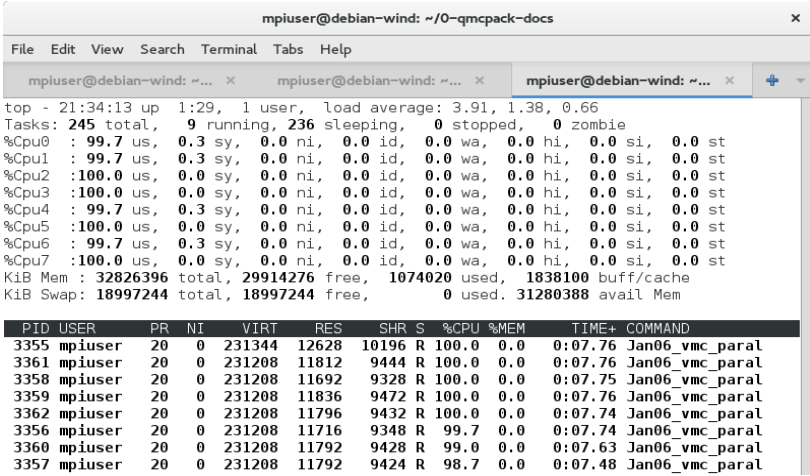 mpiuser@debian-wind: ~/0-qmcpack-docs ×
File Edit View Search Terminal Tabs Help
mpiuser@debian-wind: ~... × mpiuser@debian-wind: ~... × mpiuser@debian-wind: ~... ×
top - 21:34:13 up  1:29,  1 user,  load average: 3.91, 1.38, 0.66
Tasks: 245 total,   9 running, 236 sleeping,   0 stopped,   0 zombie
%Cpu0  : 99.7 us,  0.3 sy,  0.0 ni,  0.0 id,  0.0 wa,  0.0 hi,  0.0 si,  0.0 st
%Cpu1  : 99.7 us,  0.3 sy,  0.0 ni,  0.0 id,  0.0 wa,  0.0 hi,  0.0 si,  0.0 st
%Cpu2  :100.0 us,  0.0 sy,  0.0 ni,  0.0 id,  0.0 wa,  0.0 hi,  0.0 si,  0.0 st
%Cpu3  :100.0 us,  0.0 sy,  0.0 ni,  0.0 id,  0.0 wa,  0.0 hi,  0.0 si,  0.0 st
%Cpu4  : 99.7 us,  0.3 sy,  0.0 ni,  0.0 id,  0.0 wa,  0.0 hi,  0.0 si,  0.0 st
%Cpu5  :100.0 us,  0.0 sy,  0.0 ni,  0.0 id,  0.0 wa,  0.0 hi,  0.0 si,  0.0 st
%Cpu6  : 99.7 us,  0.3 sy,  0.0 ni,  0.0 id,  0.0 wa,  0.0 hi,  0.0 si,  0.0 st
%Cpu7  :100.0 us,  0.0 sy,  0.0 ni,  0.0 id,  0.0 wa,  0.0 hi,  0.0 si,  0.0 st
KiB Mem : 32826396 total, 29914276 free,  1074020 used,  1838100 buff/cache
KiB Swap: 18997244 total, 18997244 free,        0 used. 31280388 avail Mem
PID USER      PR  NI    VIRT    RES    SHR S  %CPU %MEM     TIME+ COMMAND
3355 mpiuser   20   0  231344  12628  10196 R 100.0  0.0   0:07.76 Jan06_vmc_paral
3361 mpiuser   20   0  231208  11812   9444 R 100.0  0.0   0:07.76 Jan06_vmc_paral
3358 mpiuser   20   0  231208  11692   9328 R 100.0  0.0   0:07.75 Jan06_vmc_paral
3359 mpiuser   20   0  231208  11836   9472 R 100.0  0.0   0:07.76 Jan06_vmc_paral
3362 mpiuser   20   0  231208  11796   9432 R 100.0  0.0   0:07.74 Jan06_vmc_paral
3356 mpiuser   20   0  231208  11716   9348 R  99.7  0.0   0:07.74 Jan06_vmc_paral
3360 mpiuser   20   0  231208  11792   9428 R  99.0  0.0   0:07.63 Jan06_vmc_paral
3357 mpiuser   20   0  231208  11792   9424 R  98.7  0.0   0:07.48 Jan06_vmc_paral